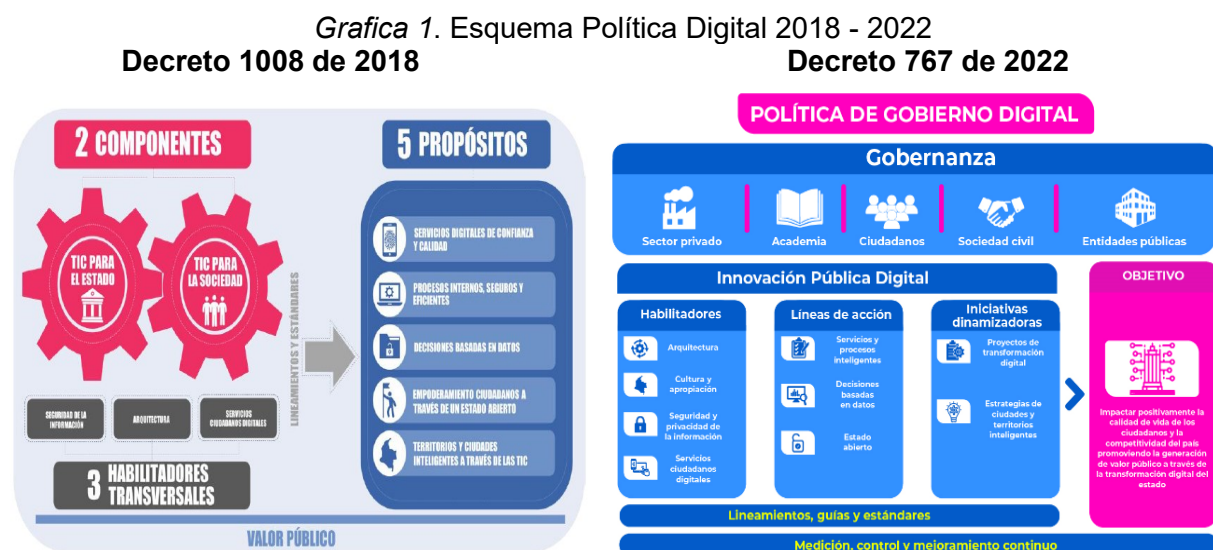 Grafica 1. Esquema Política Digital 2018 - 2022
Decreto 1008 de 2018
2 COMPONENTES
TIC PARA
EL ESTADO
TIC PARA
LA SOCIEDAD
SEGURIDAD DE LA
INFORMACIÓN
ARQUITECTURA
SERVICIOS
CIUDADANOS DIGITALES
3 HABILITADORES
TRANSVERSALES
LINEAMIENTOS Y ESTÁNDARES
5 PROPÓSITOS
SERVICIOS DIGITALES DE CONFIANZA
Y CALIDAD
PROCESOS INTERNOS, SEGUROS Y
EFICIENTES
DECISIONES BASADAS EN DATOS
EMPODERAMIENTO CIUDADANOS A
TRAVÉS DE UN ESTADO ABIERTO
TERRITORIOS Y CIUDADES
INTELIGENTES A TRAVÉS DE LAS TIC
VALOR PÚBLICO
Decreto 767 de 2022
POLÍTICA DE GOBIERNO DIGITAL
Gobernanza
Sector privado
Academia
Ciudadanos
Sociedad civil
Entidades públicas
Innovación Pública Digital
Habilitadores
Arquitectura
Cultura y
apropiación
Seguridad y
privacidad de
la información
Servicios
ciudadanos
digitales
Líneas de acción
Servicios y
procesos
inteligentes
Decisiones
basadas
en datos
Estado
abierto
Iniciativas
dinamizadoras
Proyectos de
transformación
digital
Estrategias de
ciudades y
territorios
inteligentes
OBJETIVO
Impactar positivamente la
calidad de vida de los
ciudadanos y la
competitividad del país
promoviendo la generación
de valor público a través de
la transformación digital del
estado
Lineamientos, guías y estándares
Medición, control y mejoramiento continuo